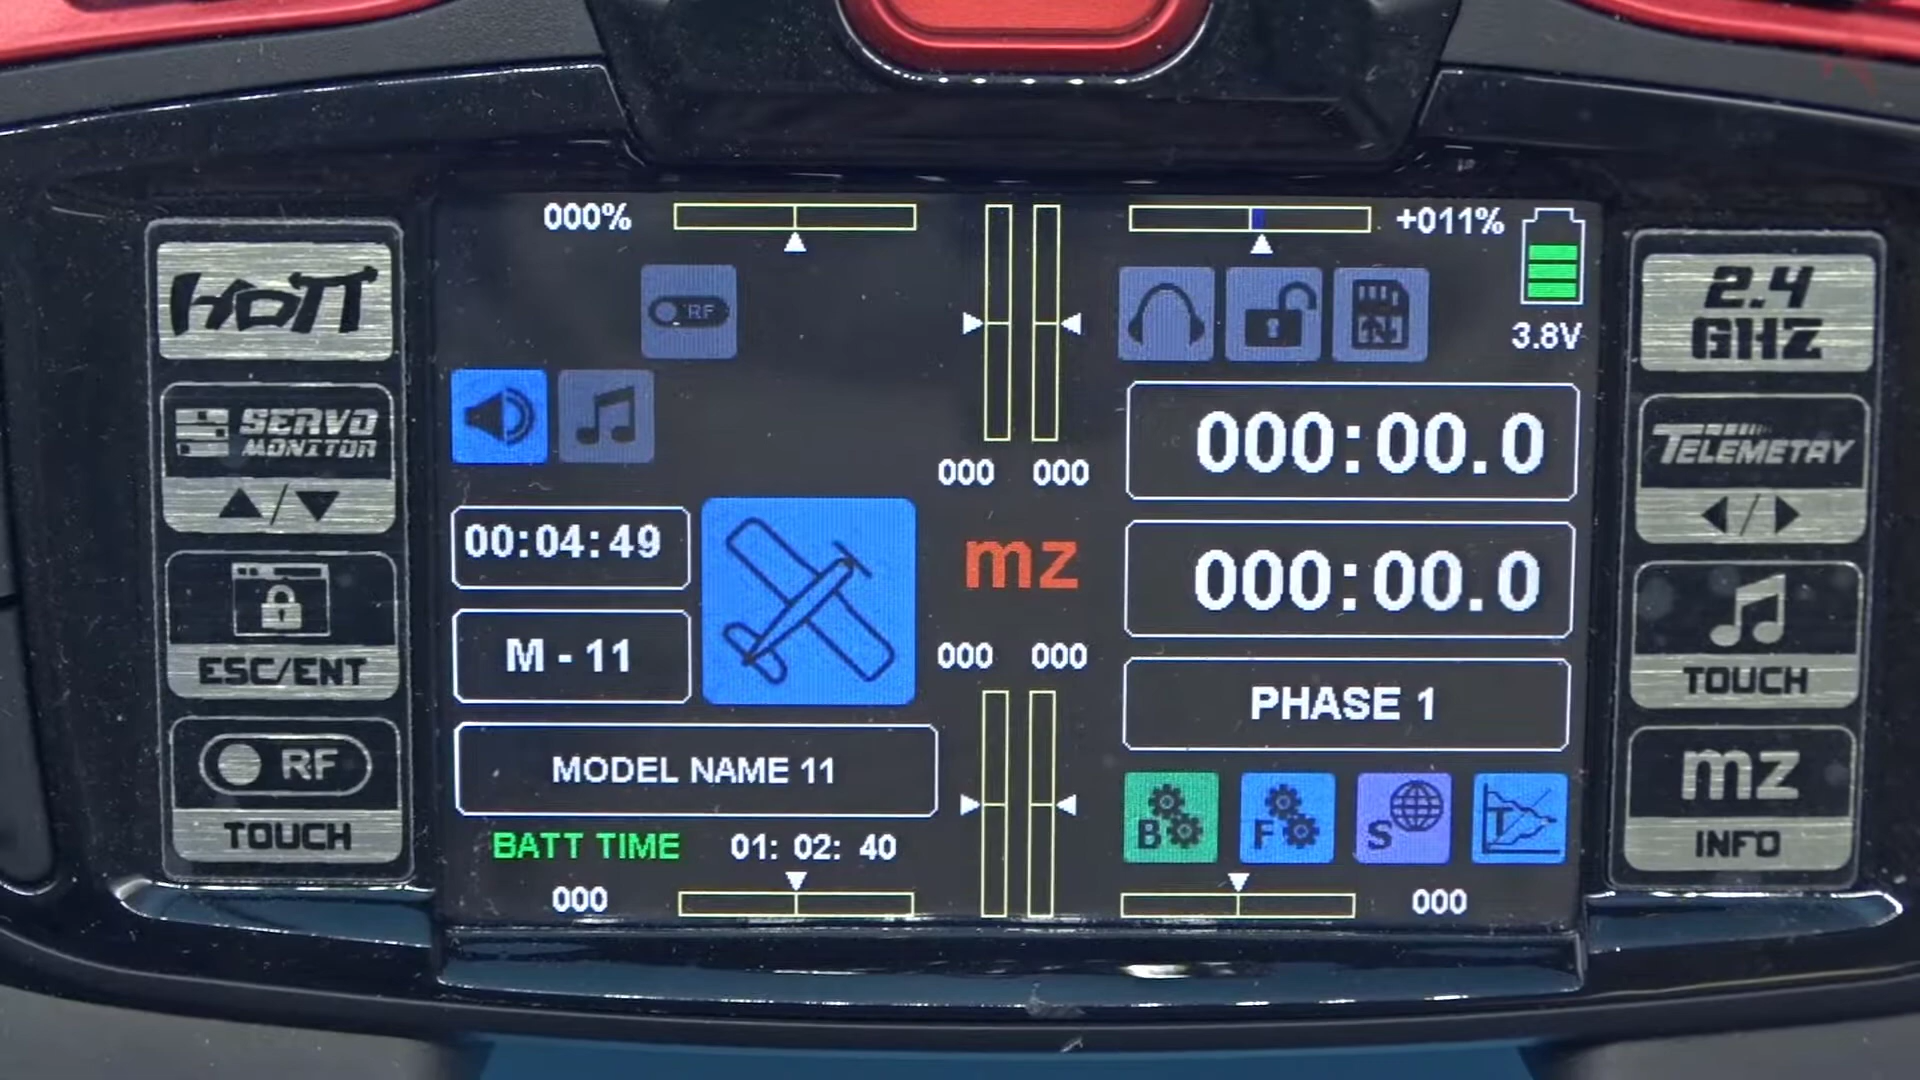 HOTT
SERVO
MONITOR
ESC/ENT
RF
TOUCH
000%
RF
00:04:49
M - 11
MODEL NAME 11
BATT TIME 01: 02: 40
000
000 000
mz
000 000
+011%
3.8V
000:00.0
000:00.0
PHASE 1
B F S T
000
2.4
GHZ
TELEMETRY
TOUCH
mz
INFO